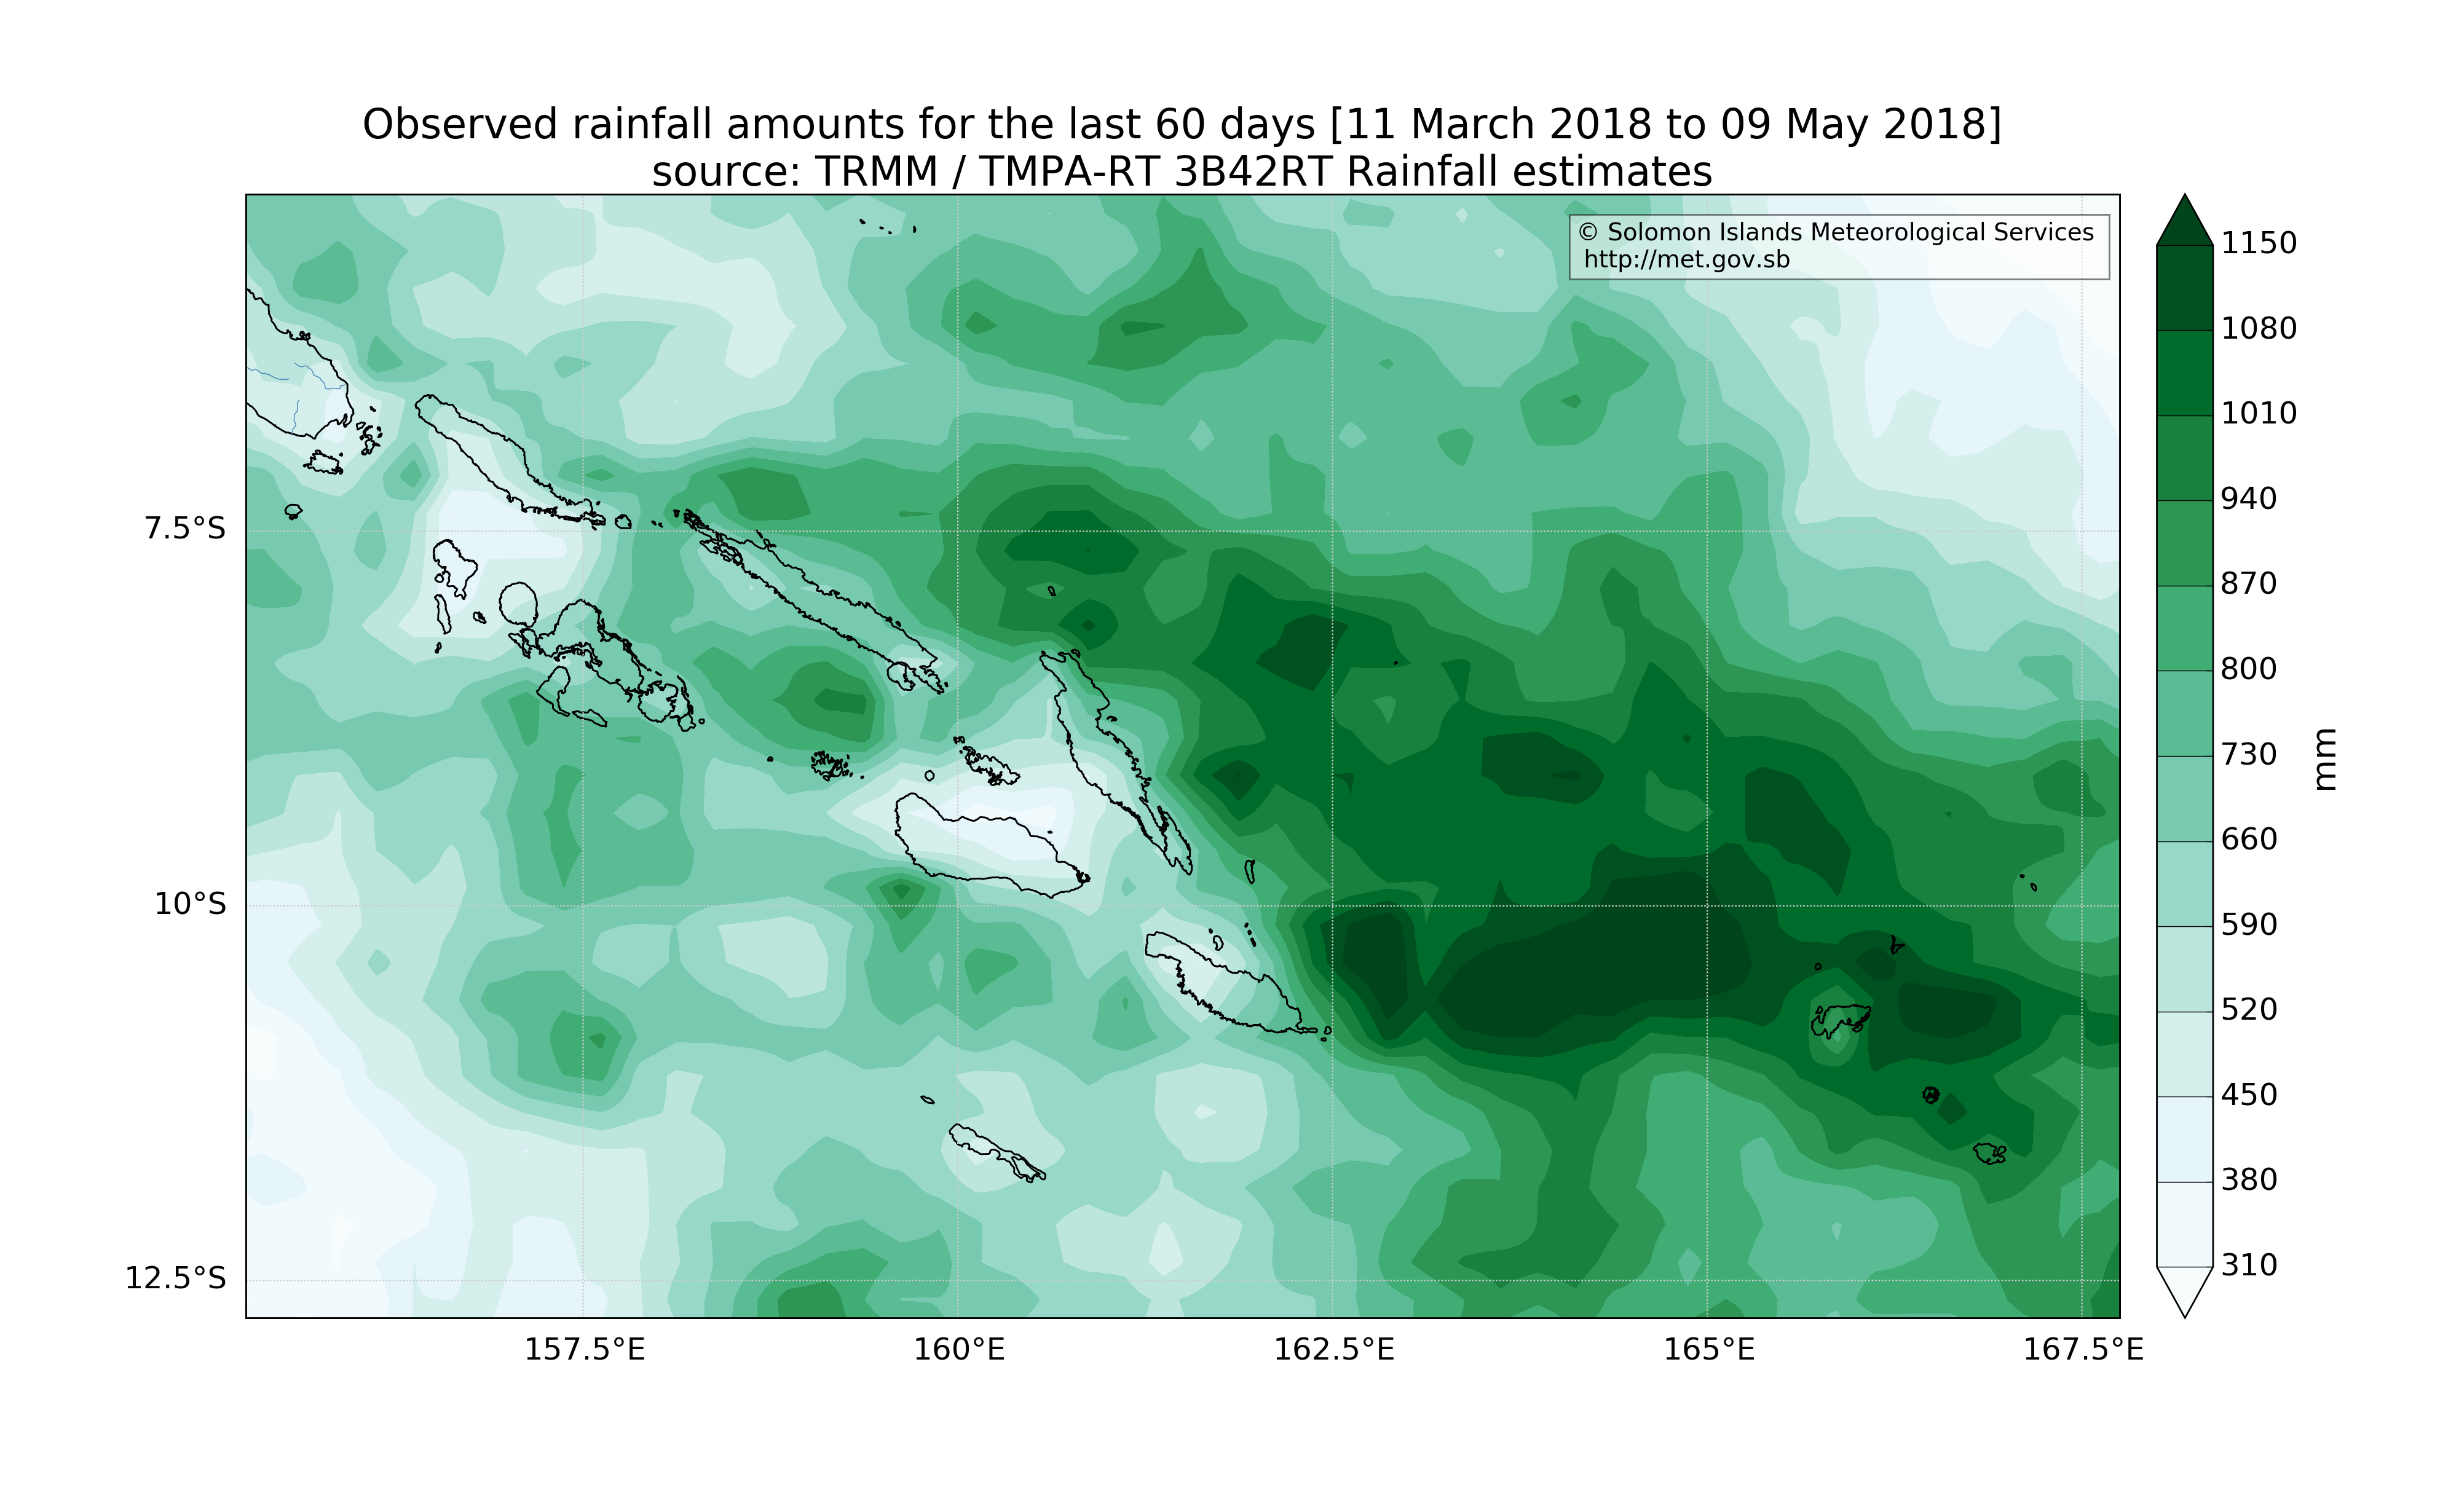 Observed rainfall amounts for the last 60 days [11 March 2018 to 09 May 2018]
source: TRMM / TMPA-RT 3B42RT Rainfall estimates
© Solomon Islands Meteorological Services
http://met.gov.sb
7.5°S
10°S
12.5°S
157.5°E
160°E
162.5°E
165°E
167.5°E
1150
1080
1010
940
870
800
730
660
590
520
450
380
310
mm